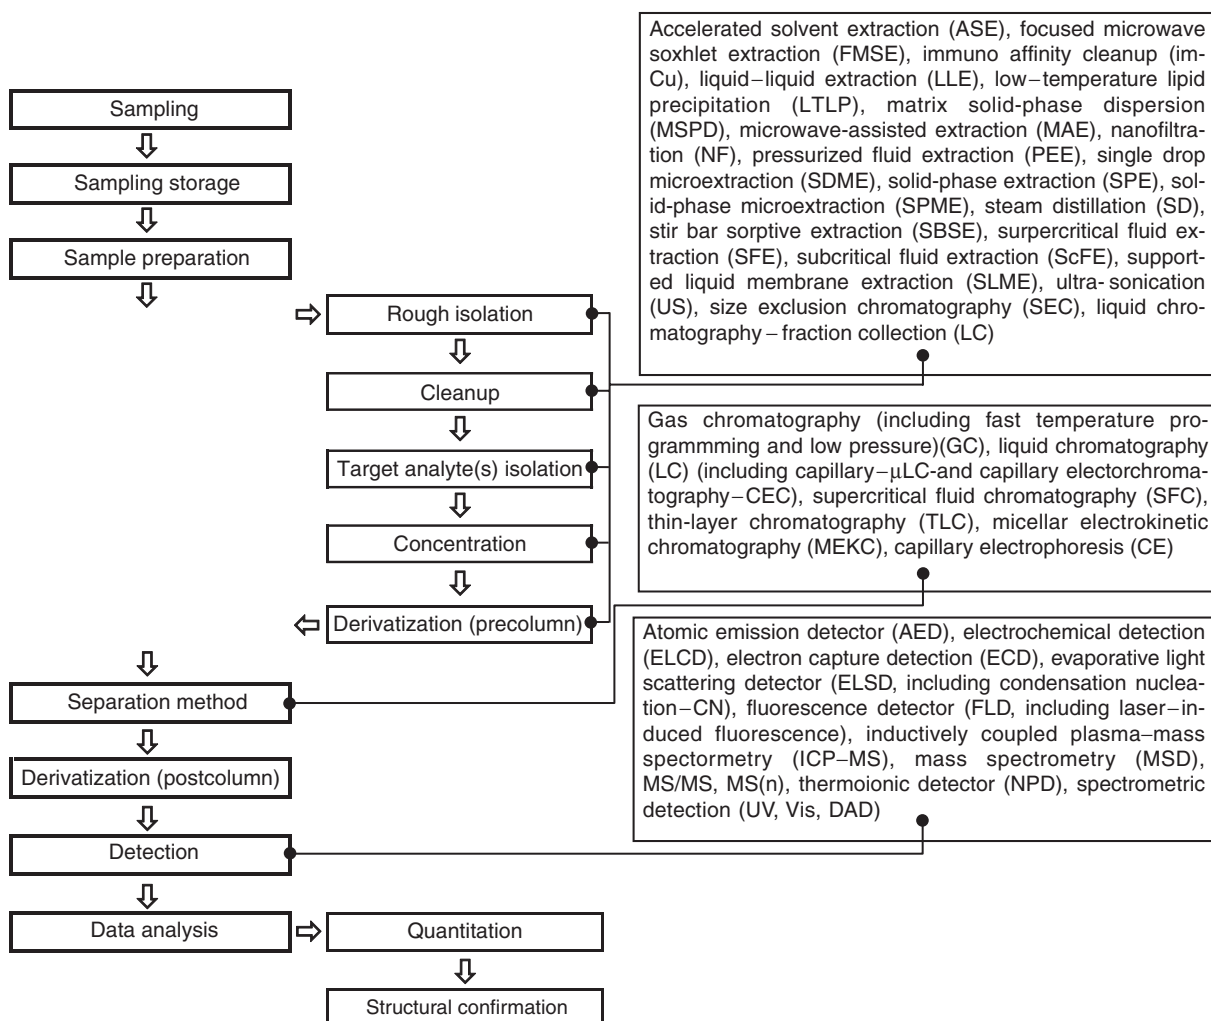 Sampling
Sampling storage
Sample preparation
Rough isolation
Cleanup
Target analyte(s) isolation
Concentration
Derivatization (precolumn)
Separation method
Derivatization (postcolumn)
Detection
Data analysis
Quantitation
Structural confirmation
Accelerated solvent extraction (ASE), focused microwave
soxhlet extraction (FMSE), immuno affinity cleanup (im-
Cu), liquid–liquid extraction (LLE), low–temperature lipid
precipitation (LTLP), matrix solid-phase dispersion
(MSPD), microwave-assisted extraction (MAE), nanofiltra-
tion (NF), pressurized fluid extraction (PEE), single drop
microextraction (SDME), solid-phase extraction (SPE), sol-
id-phase microextraction (SPME), steam distillation (SD),
stir bar sorptive extraction (SBSE), surpercritical fluid ex-
traction (SFE), subcritical fluid extraction (ScFE), support-
ed liquid membrane extraction (SLME), ultra-sonication
(US), size exclusion chromatography (SEC), liquid chro-
matography–fraction collection (LC)
Gas chromatography (including fast temperature pro-
grammming and low pressure)(GC), liquid chromatography
(LC) (including capillary–μLC-and capillary electorchroma-
tography–CEC), supercritical fluid chromatography (SFC),
thin-layer chromatography (TLC), micellar electrokinetic
chromatography (MEKC), capillary electrophoresis (CE)
Atomic emission detector (AED), electrochemical detection
(ELCD), electron capture detection (ECD), evaporative light
scattering detector (ELSD, including condensation nuclea-
tion–CN), fluorescence detector (FLD, including laser–in-
duced fluorescence), inductively coupled plasma–mass
spectormetry (ICP–MS), mass spectrometry (MSD),
MS/MS, MS(n), thermoionic detector (NPD), spectrometric
detection (UV, Vis, DAD)